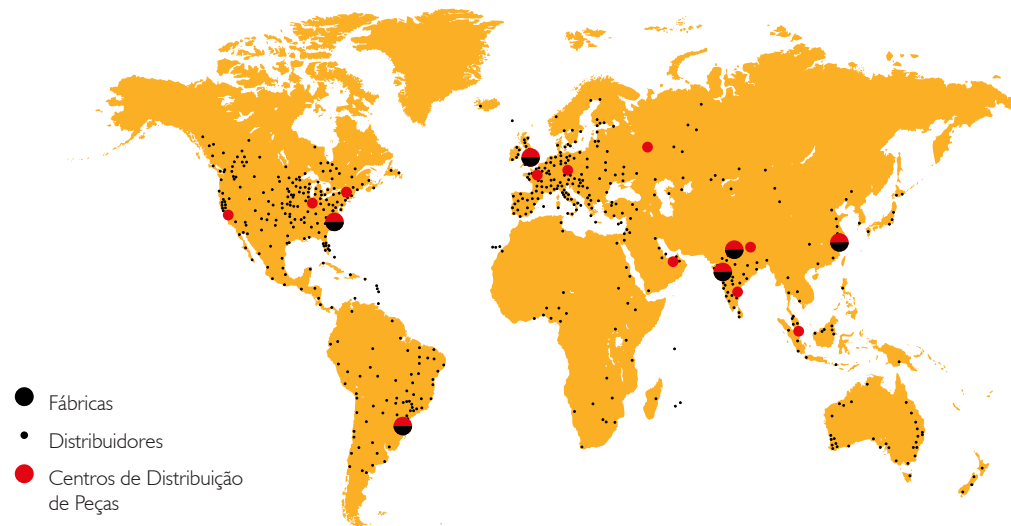 Fábricas
Distribuidores
Centros de Distribuição
de Peças